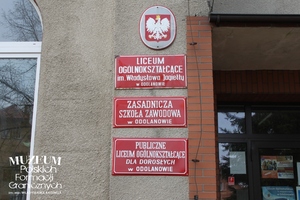 LICEUM
OGÓLNOKSZTAŁCĄCE
im. Władysława Jagiełły
w ODOLANOWIE
ZASADNICZA
SZKOŁA ZAWODOWA
w ODOLANOWIE
PUBLICZNE
LICEUM OGÓLNOKSZTAŁCĄCE
DLA DOROSŁYCH
w ODOLANOWIE
MUZEUM
Polskich
Formacji
Granicznych